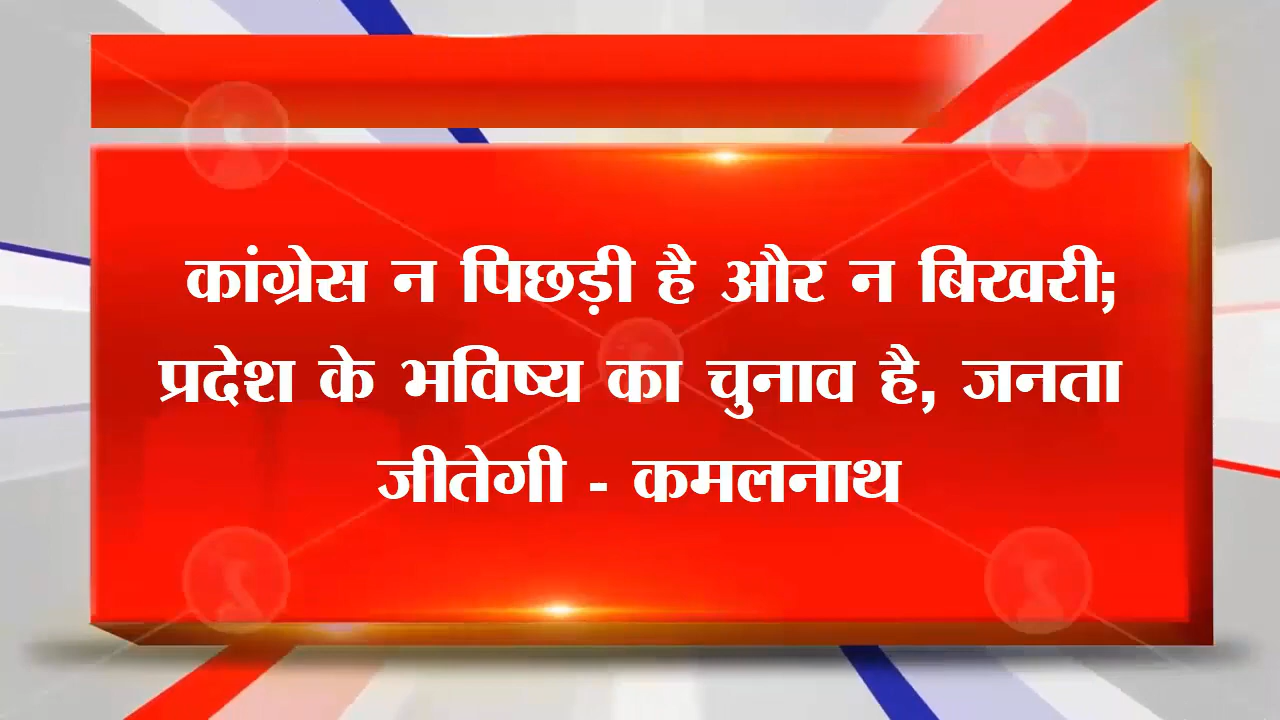 कांग्रेस न पिछड़ी है और न बिखरी;
प्रदेश के भविष्य का चुनाव है, जनता
जीतेगी - कमलनाथ